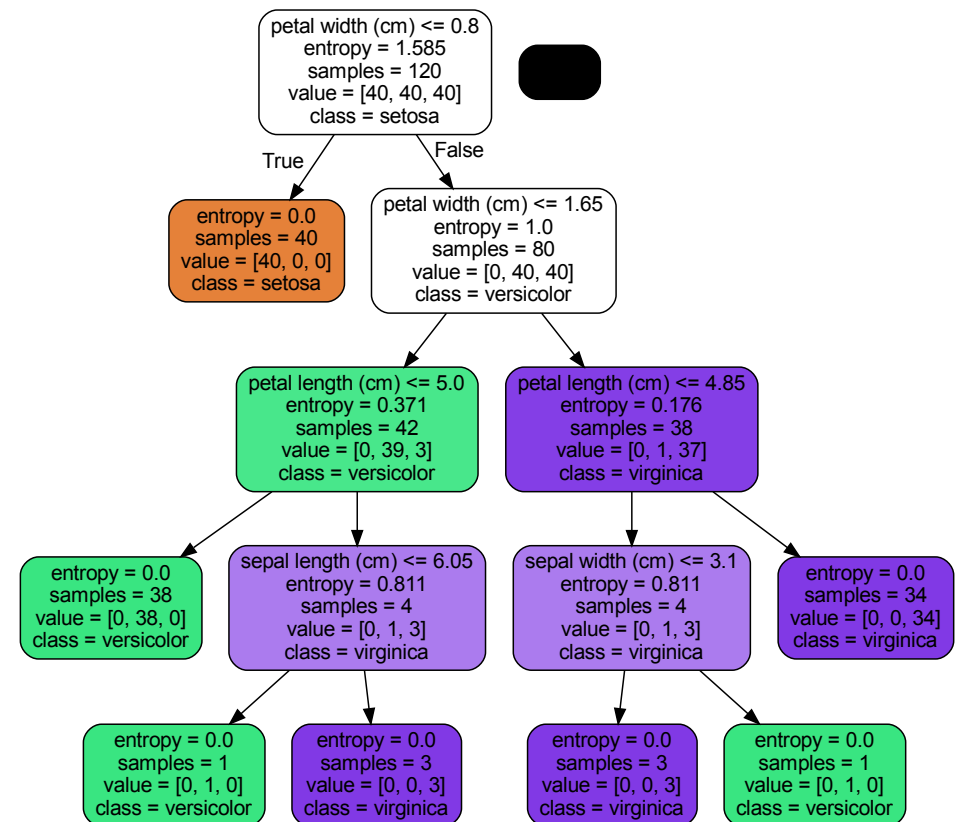 petal width (cm) <= 0.8
entropy = 1.585
samples = 120
value = [40, 40, 40]
class = setosa
True
False
entropy = 0.0
samples = 40
value = [40, 0, 0]
class = setosa
petal width (cm) <= 1.65
entropy = 1.0
samples = 80
value = [0, 40, 40]
class = versicolor
petal length (cm) <= 5.0
entropy = 0.371
samples = 42
value = [0, 39, 3]
class = versicolor
petal length (cm) <= 4.85
entropy = 0.176
samples = 38
value = [0, 1, 37]
class = virginica
entropy = 0.0
samples = 38
value = [0, 38, 0]
class = versicolor
sepal length (cm) <= 6.05
entropy = 0.811
samples = 4
value = [0, 1, 3]
class = virginica
sepal width (cm) <= 3.1
entropy = 0.811
samples = 4
value = [0, 1, 3]
class = virginica
entropy = 0.0
samples = 34
value = [0, 0, 34]
class = virginica
entropy = 0.0
samples = 1
value = [0, 1, 0]
class = versicolor
entropy = 0.0
samples = 3
value = [0, 0, 3]
class = virginica
entropy = 0.0
samples = 3
value = [0, 0, 3]
class = virginica
entropy = 0.0
samples = 1
value = [0, 1, 0]
class = versicolor